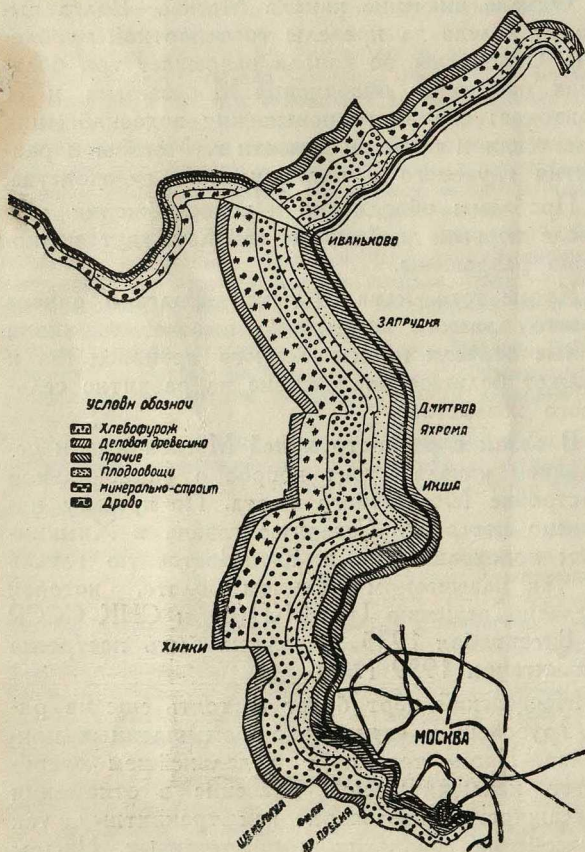 ИВАНЬКОВО
ЗАПРУДНЯ
ДМИТРОВ
ЯХРОМА
ИКША
Условн обознач
Хлебофураж
Деловая древесина
Прочие
Плодоовощи
Минерально-строит
Дрова
ХИМКИ
МОСКВА
ШЕМЕЛИХА
ФИЛИ
КР ПРЕСНЯ